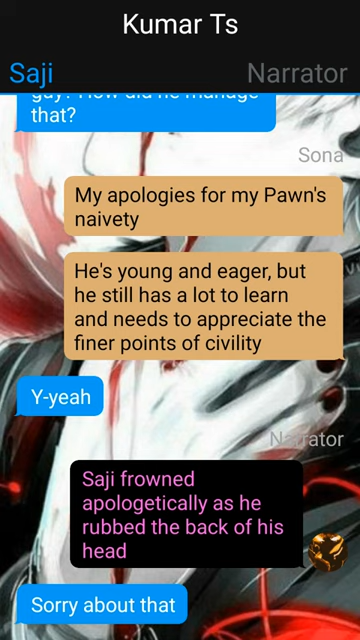 Kumar Ts
Saji
Narrator
that?
Sona
My apologies for my Pawn's
naivety
He's young and eager, but
he still has a lot to learn
and needs to appreciate the
finer points of civility
Y-yeah
Narrator
Saji frowned
apologetically as he
rubbed the back of his
head
Sorry about that